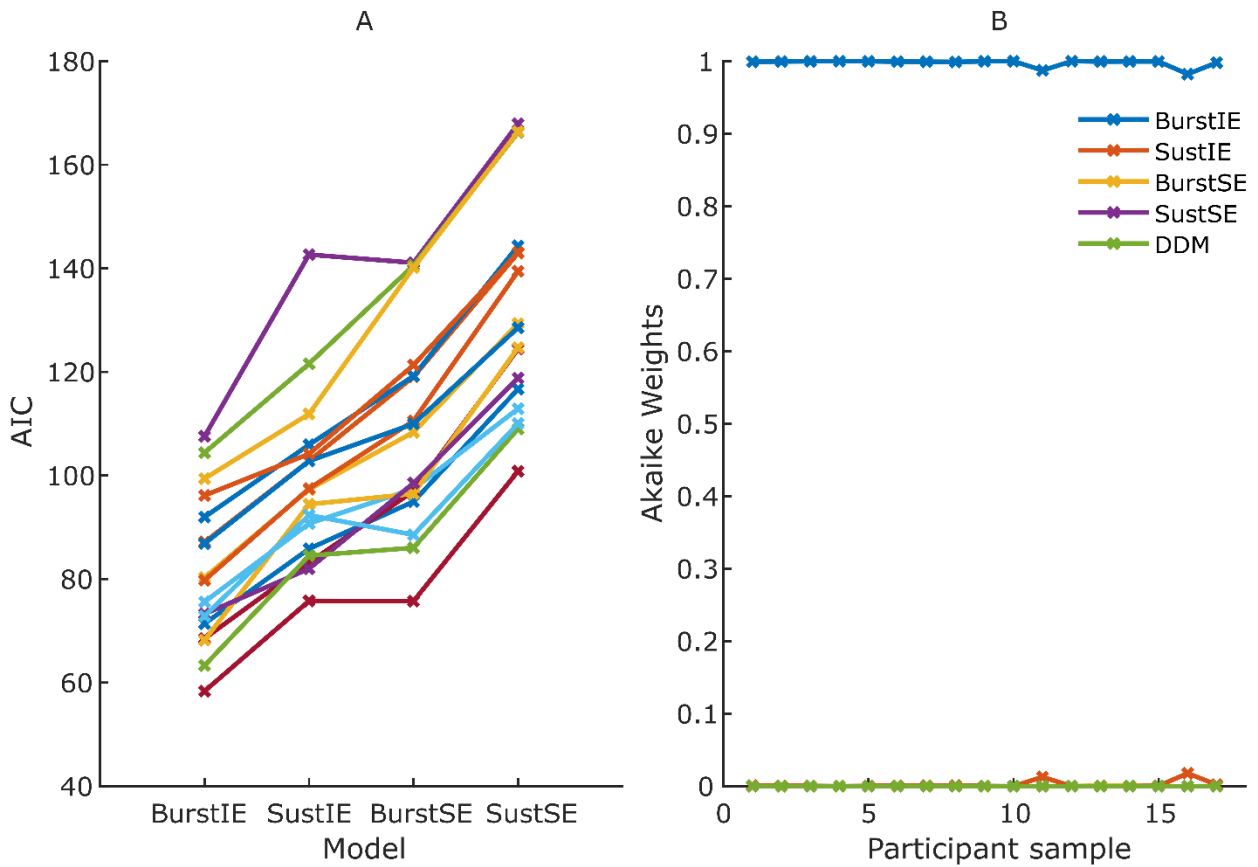 A
180
160
140
120
100
80
60
40
AIC
BurstIE SustIE BurstSE SustSE
Model
B
1
0.9
0.8
0.7
0.6
0.5
0.4
0.3
0.2
0.1
0
Akaike Weights
BurstIE
SustIE
BurstSE
SustSE
DDM
0 5 10 15
Participant sample